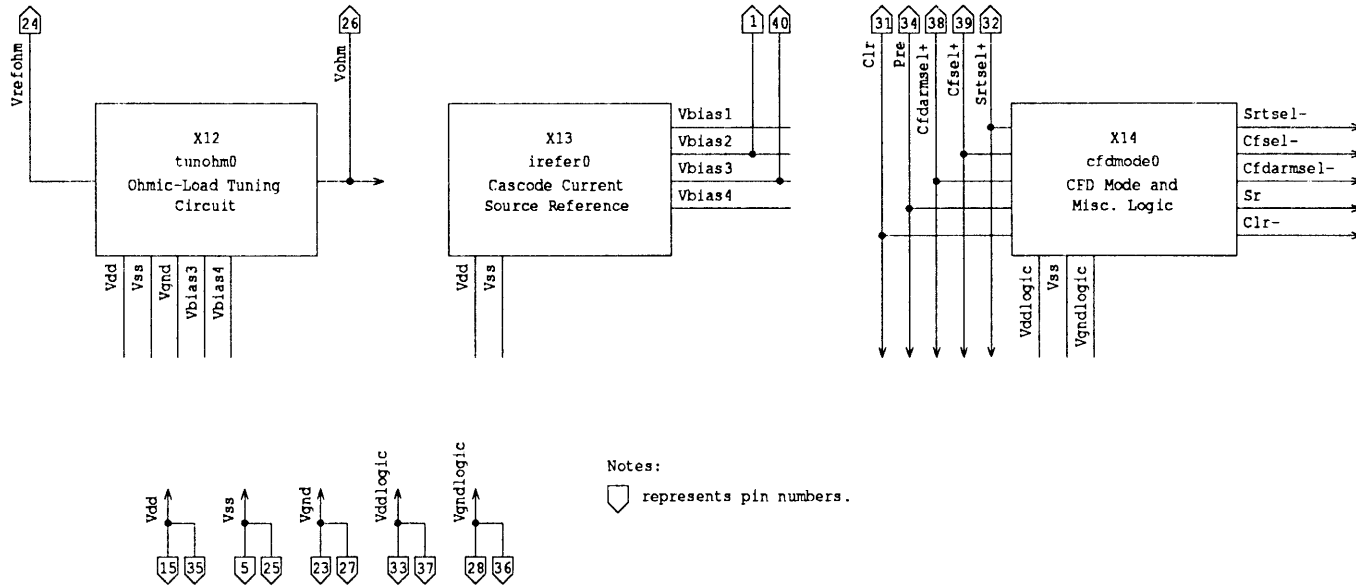 24
26
1
40
31
34
38
39
32
Vrefohm
Vohm
Clr
Pre
Cfdarmsel+
Cfsel+
Srtsel+
X12
tunohm0
Ohmic-Load Tuning
Circuit
Vdd
Vss
Vgnd
Vbias3
Vbias4
X13
irefer0
Cascode Current
Source Reference
Vbias1
Vbias2
Vbias3
Vbias4
Vdd
Vss
X14
cfdmode0
CFD Mode and
Misc. Logic
Srtsel-
Cfsel-
Cfdarmsel-
Sr
Clr-
Vddlogic
Vss
Vgndlogic
Vdd
Vss
Vgnd
Vddlogic
Vgndlogic
15
35
5
25
23
27
33
37
28
36
Notes:
represents pin numbers.